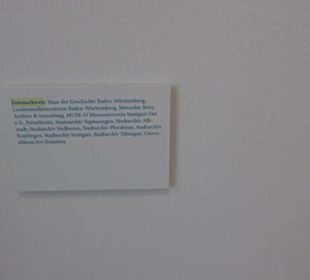 Fotonachweis Haus der Geschichte Baden-Württemberg,
Landesmedienzentrum Baden-Württemberg, Mercedes-Benz
Archive & Sammlung, MUSE-O Museumsverein Stuttgart-Ost
e.V., Privatbesitz, Staatsarchiv Sigmaringen, Stadtarchiv Alb-
stadt, Stadtarchiv Heilbronn, Stadtarchiv Pforzheim, Stadtarchiv
Reutlingen, Stadtarchiv Stuttgart, Stadtarchiv Tübingen, Univer-
sitätsarchiv Konstanz